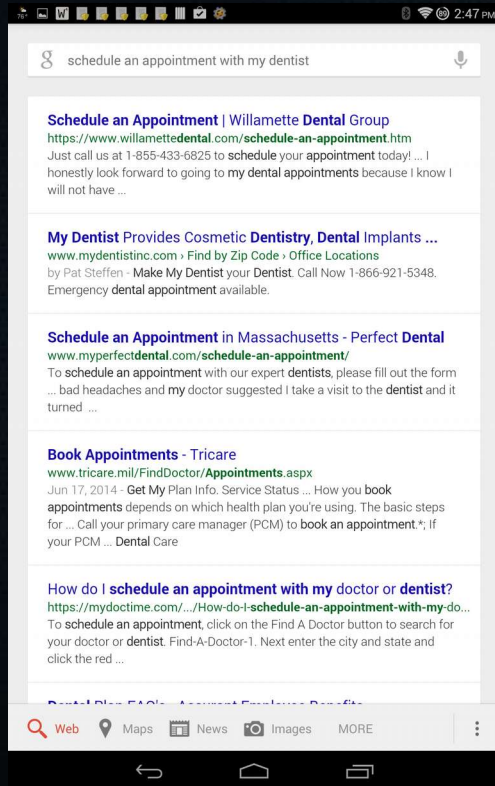 76°
89 2:47 PM
schedule an appointment with my dentist
Schedule an Appointment | Willamette Dental Group
https://www.willamettedental.com/schedule-an-appointment.htm
Just call us at 1-855-433-6825 to schedule your appointment today! ... I
honestly look forward to going to my dental appointments because I know I
will not have ...
My Dentist Provides Cosmetic Dentistry, Dental Implants ...
www.mydentistinc.com › Find by Zip Code › Office Locations
by Pat Steffen - Make My Dentist your Dentist. Call Now 1-866-921-5348.
Emergency dental appointment available.
Schedule an Appointment in Massachusetts - Perfect Dental
www.myperfectdental.com/schedule-an-appointment/
To schedule an appointment with our expert dentists, please fill out the form
... bad headaches and my doctor suggested I take a visit to the dentist and it
turned ...
Book Appointments - Tricare
www.tricare.mil/FindDoctor/Appointments.aspx
Jun 17, 2014 - Get My Plan Info. Service Status ... How you book
appointments depends on which health plan you're using. The basic steps
for ... Call your primary care manager (PCM) to book an appointment.*; If
your PCM ... Dental Care
How do I schedule an appointment with my doctor or dentist?
https://mydoctime.com/.../How-do-I-schedule-an-appointment-with-my-do...
To schedule an appointment, click on the Find A Doctor button to search for
your doctor or dentist. Find-A-Doctor-1. Next enter the city and state and
click the red ...
Dental Plan FAQ's - Assurant Employee Benefits
Web Maps News Images MORE